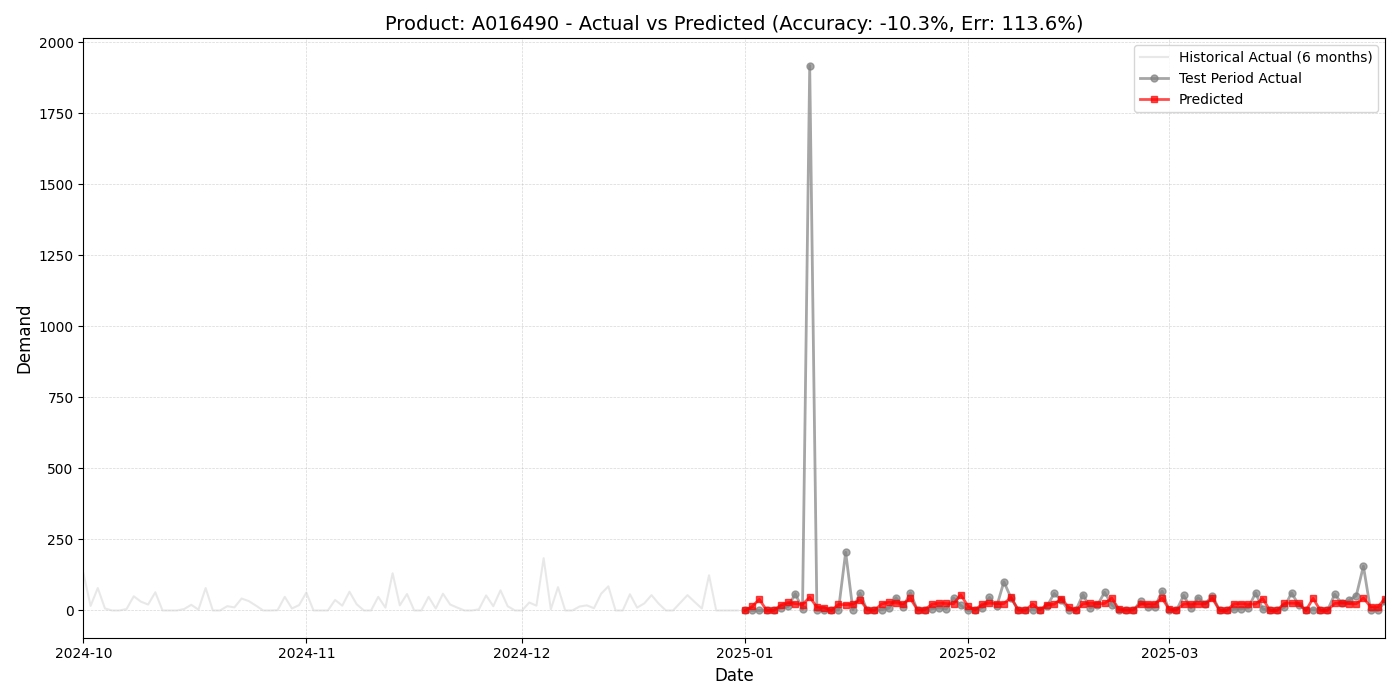 Product: A016490 - Actual vs Predicted (Accuracy: -10.3%, Err: 113.6%)
Historical Actual (6 months)
Test Period Actual
Predicted
2000
1750
1500
1250
1000
750
500
250
0
Demand
2024-10
2024-11
2024-12
2025-01
2025-02
2025-03
Date